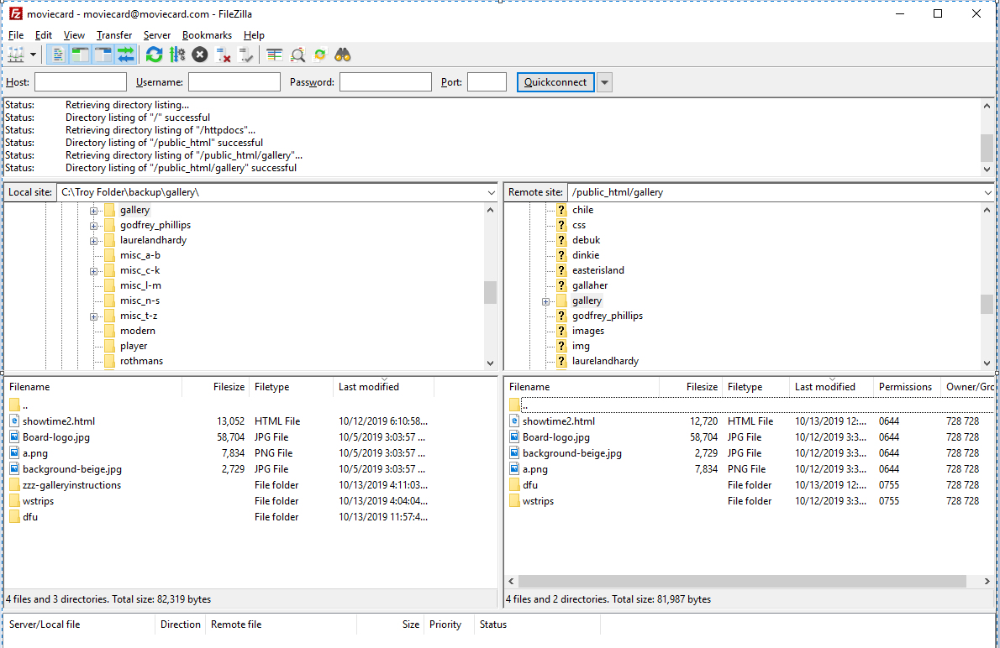 moviecard - moviecard@moviecard.com - FileZilla
File Edit View Transfer Server Bookmarks Help
Host: Username: Password: Port: Quickconnect
Status: Retrieving directory listing...
Status: Directory listing of "/" successful
Status: Retrieving directory listing of "/httpdocs"...
Status: Directory listing of "/public_html" successful
Status: Retrieving directory listing of "/public_html/gallery"...
Status: Directory listing of "/public_html/gallery" successful
Local site: C:\Troy Folder\backup\gallery\
gallery
godfrey_phillips
laurelandhardy
misc_a-b
misc_c-k
misc_l-m
misc_n-s
misc_t-z
modern
player
rothmans
Filename Filesize Filetype Last modified
..
showtime2.html 13,052 HTML File 10/12/2019 6:10:58...
Board-logo.jpg 58,704 JPG File 10/5/2019 3:03:57 ...
a.png 7,834 PNG File 10/5/2019 3:03:57 ...
background-beige.jpg 2,729 JPG File 10/5/2019 3:03:57 ...
zzz-galleryinstructions File folder 10/13/2019 4:11:03...
wstrips File folder 10/13/2019 4:04:04...
dfu File folder 10/13/2019 11:57:4...
4 files and 3 directories. Total size: 82,319 bytes
Remote site: /public_html/gallery
chile
css
debuk
dinkie
easterisland
gallaher
gallery
godfrey_phillips
images
img
laurelandhardy
Filename Filesize Filetype Last modified Permissions Owner/Grc
..
showtime2.html 12,720 HTML File 10/13/2019 12:... 0644 728 728
Board-logo.jpg 58,704 JPG File 10/12/2019 3:3... 0644 728 728
background-beige.jpg 2,729 JPG File 10/12/2019 3:3... 0644 728 728
a.png 7,834 PNG File 10/12/2019 3:3... 0644 728 728
dfu File folder 10/13/2019 12:... 0755 728 728
wstrips File folder 10/12/2019 3:3... 0755 728 728
4 files and 2 directories. Total size: 81,987 bytes
Server/Local file Direction Remote file Size Priority Status